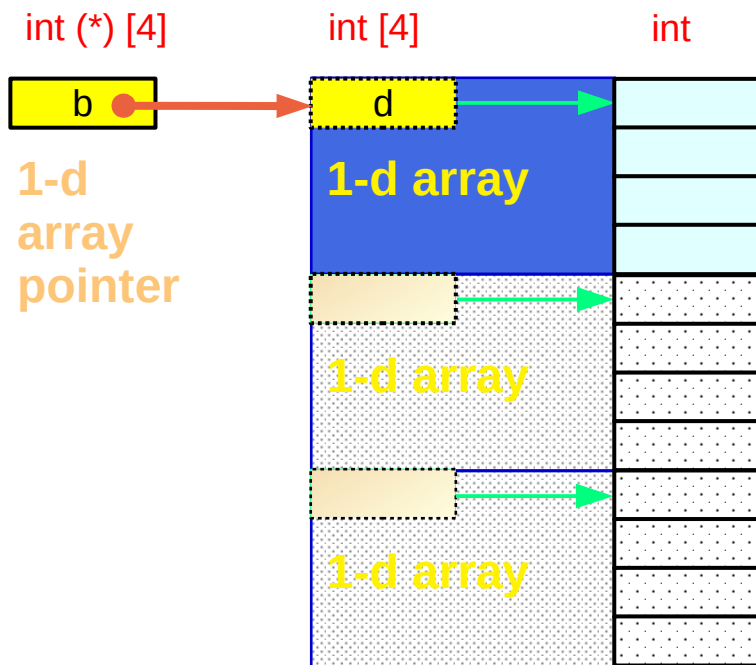 int (*) [4]
int [4]
int
b
d
1-d
array
pointer
1-d array
1-d array
1-d array